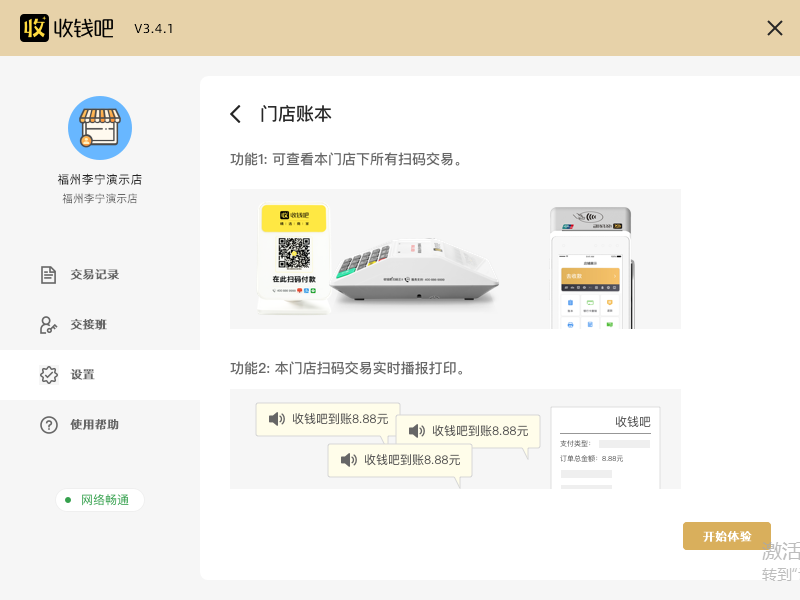 收 收钱吧 V3.4.1
门店账本
功能1: 可查看本门店下所有扫码交易。
福州李宁演示店
福州李宁演示店
收钱吧
在此扫码付款
交易记录
交接班
设置
使用帮助
功能2: 本门店扫码交易实时播报打印。
收钱吧到账8.88元
收钱吧到账8.88元
收钱吧到账8.88元
收钱吧
支付类型:
订单总金额: 8.88元
网络畅通
开始体验
激活
转到"